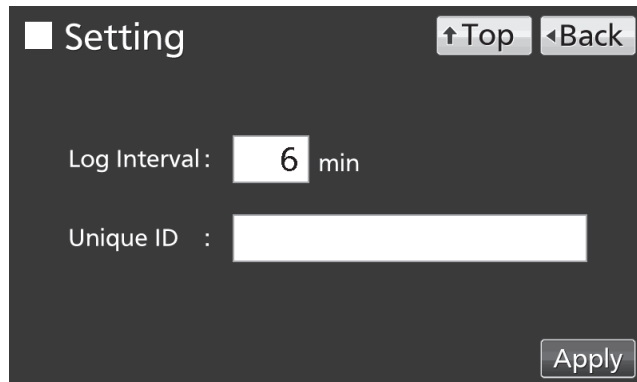 Setting
↑Top
◂Back
Log Interval: 6 min
Unique ID :
Apply